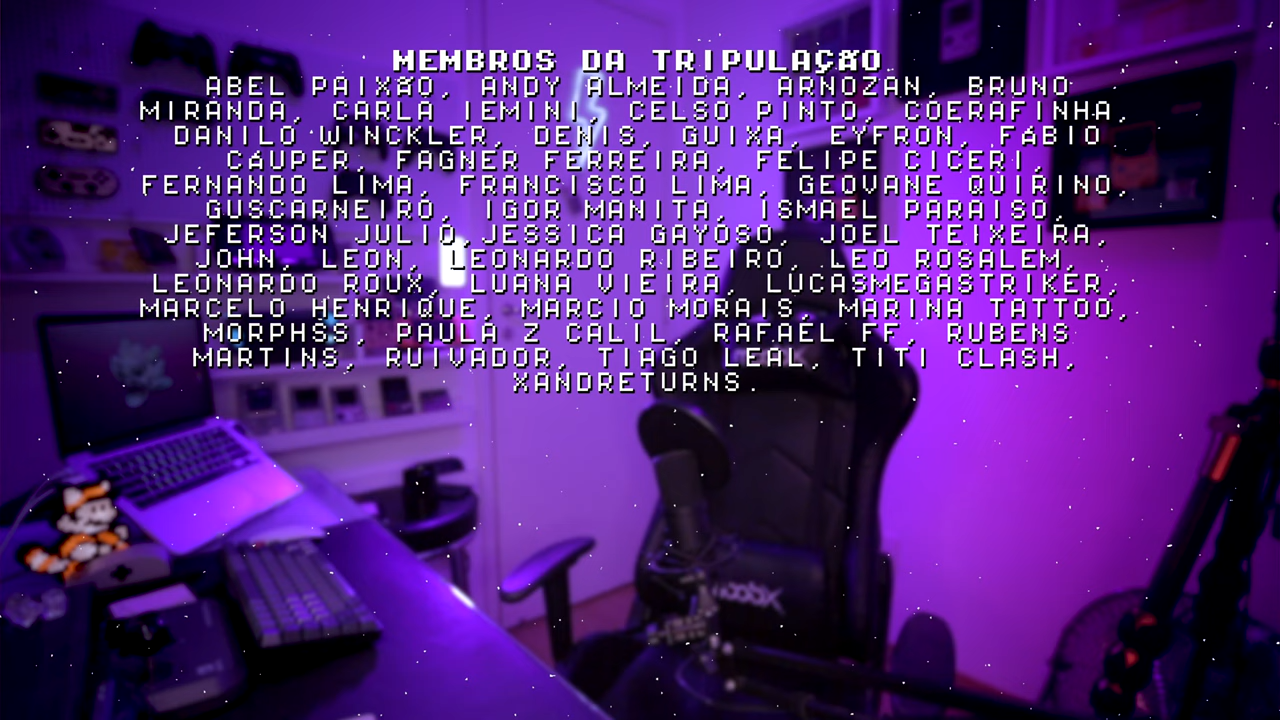 MEMBROS DA TRIPULAÇÃO
ABEL PAIXÃO, ANDY ALMEIDA, ARNOZAN, BRUNO
MIRANDA, CARLA IEMINI, CELSO PINTO, COERAFINHA,
DANILO WINCKLER, DENIS, GUIXA, EYFRON, FÁBIO
CAUPER, FAGNER FERREIRA, FELIPE CICERI,
FERNANDO LIMA, FRANCISCO LIMA, GEOVANE QUIRINO,
GUSCARNEIRO, IGOR MANITA, ISMAEL PARAISO,
JEFERSON JULIO,JESSICA GAYOSO, JOEL TEIXEIRA,
JOHN, LEON, LEONARDO RIBEIRO, LEO ROSALEM,
LEONARDO ROUX, LUANA VIEIRA, LUCASMEGASTRIKER,
MARCELO HENRIQUE, MARCIO MORAIS, MARINA TATTOO,
MORPHSS, PAULA Z CALIL, RAFAEL FF, RUBENS
MARTINS, RUIVADOR, TIAGO LEAL, TITI CLASH,
XANDRETURNS.